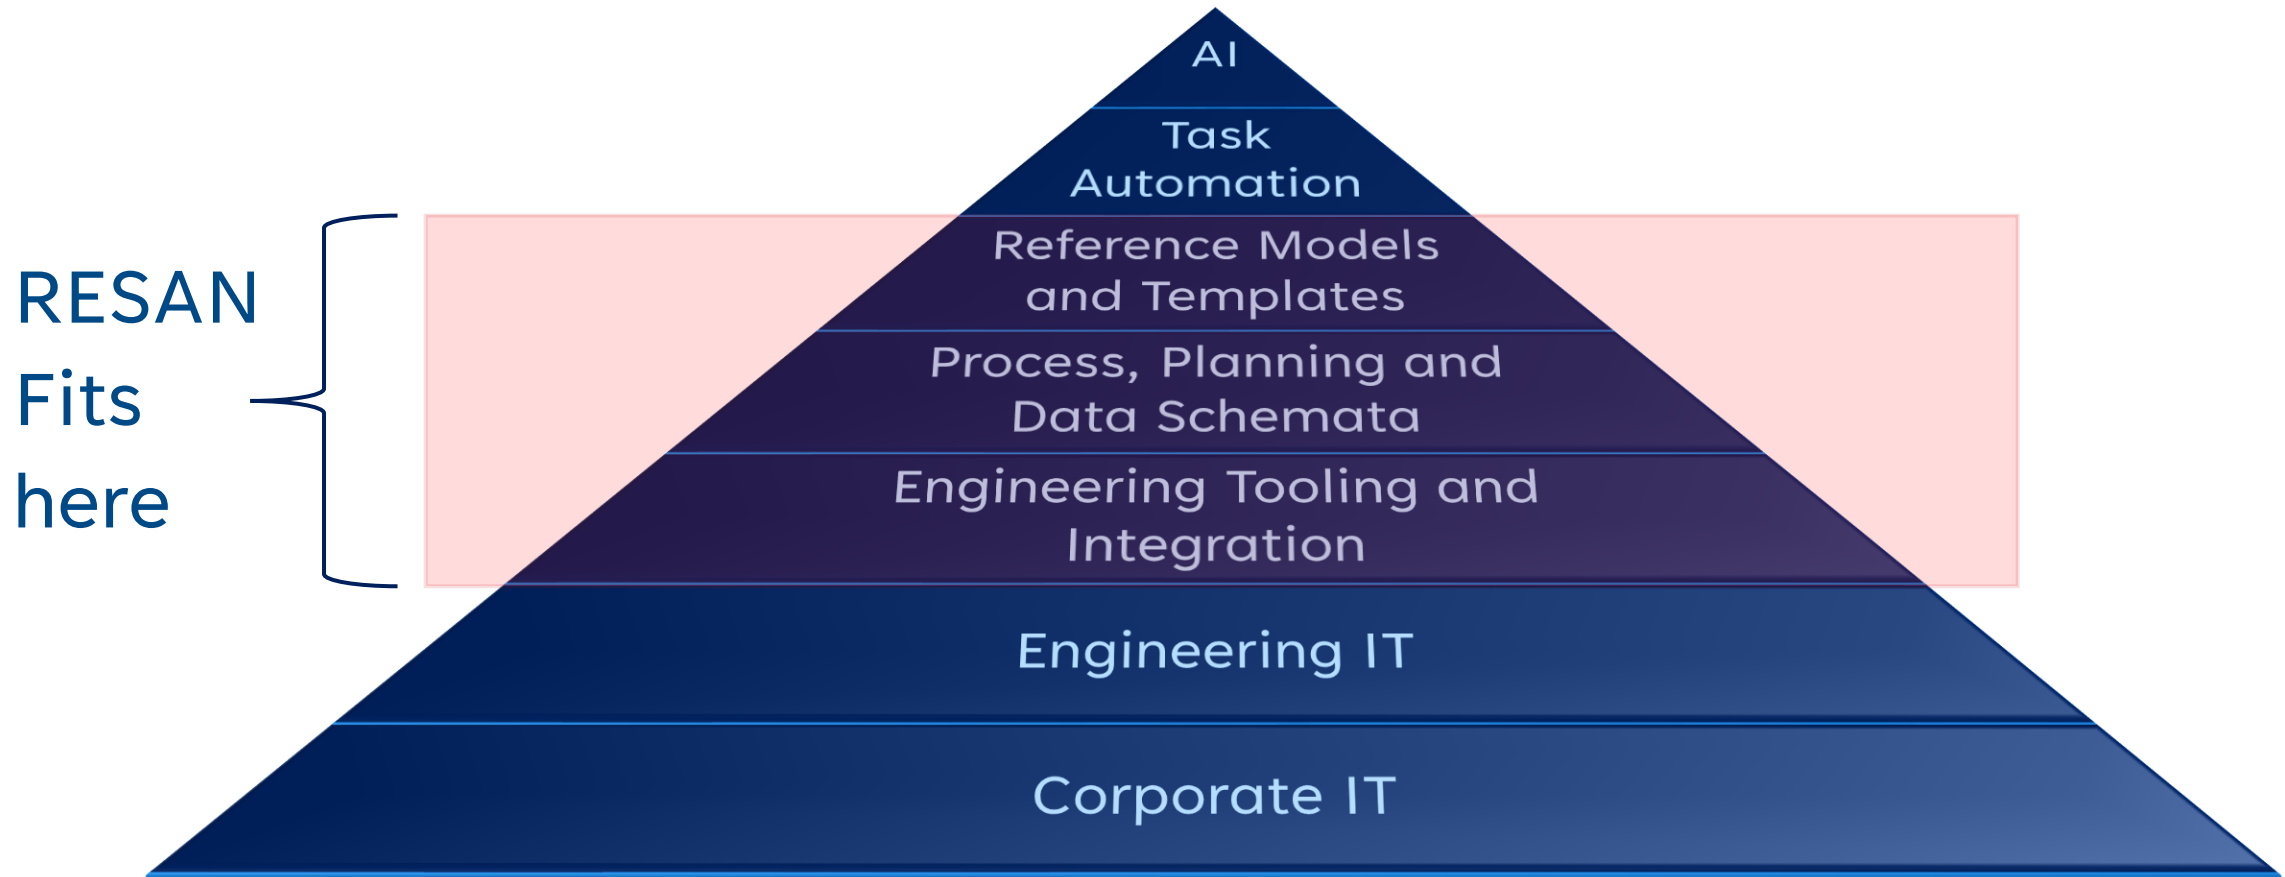 AI
Task
Automation
Reference Models
and Templates
Process, Planning and
Data Schemata
Engineering Tooling and
Integration
Engineering IT
Corporate IT
RESAN
Fits
here